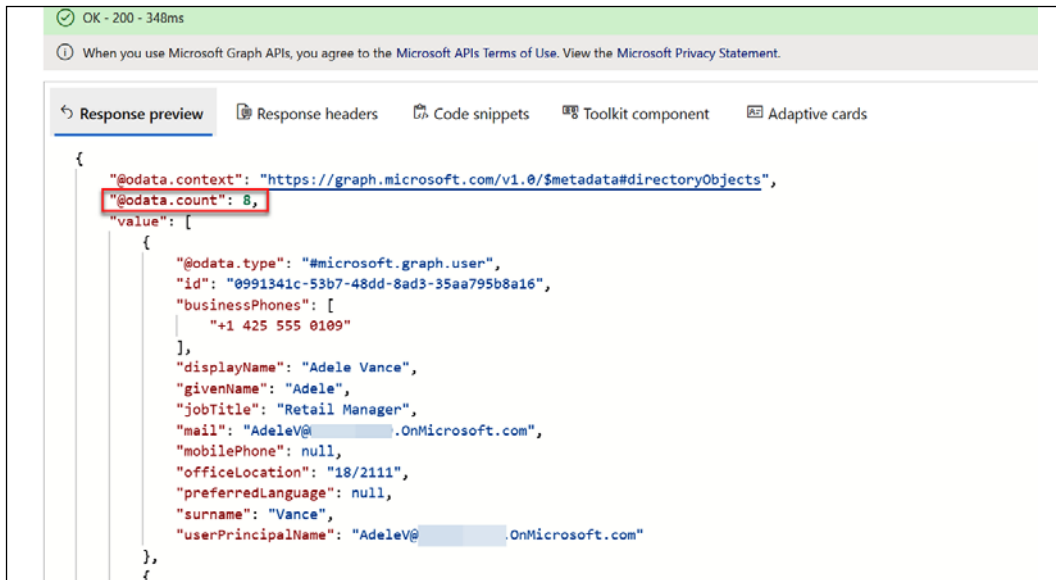 OK - 200 - 348ms
When you use Microsoft Graph APIs, you agree to the Microsoft APIs Terms of Use. View the Microsoft Privacy Statement.
Response preview Response headers Code snippets Toolkit component Adaptive cards
{
"@odata.context": "https://graph.microsoft.com/v1.0/$metadata#directoryObjects",
"@odata.count": 8,
"value": [
{
"@odata.type": "#microsoft.graph.user",
"id": "0991341c-53b7-48dd-8ad3-35aa795b8a16",
"businessPhones": [
"+1 425 555 0109"
],
"displayName": "Adele Vance",
"givenName": "Adele",
"jobTitle": "Retail Manager",
"mail": "AdeleV@ .OnMicrosoft.com",
"mobilePhone": null,
"officeLocation": "18/2111",
"preferredLanguage": null,
"surname": "Vance",
"userPrincipalName": "AdeleV@ .OnMicrosoft.com"
},
{